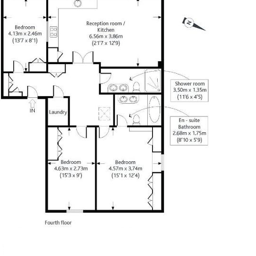 Bedroom
4.13m x 2.46m
(13'7 x 8'1)
Reception room /
Kitchen
6.56m x 3.86m
(21'7 x 12'9)
N
Shower room
3.50m x 1.35m
(11'6 x 4'5)
IN
Laundry
En - suite
Bathroom
2.68m x 1.75m
(8'10 x 5'9)
Bedroom
4.63m x 2.73m
(15'3 x 9')
Bedroom
4.57m x 3.74m
(15'1 x 12'4)
Fourth floor